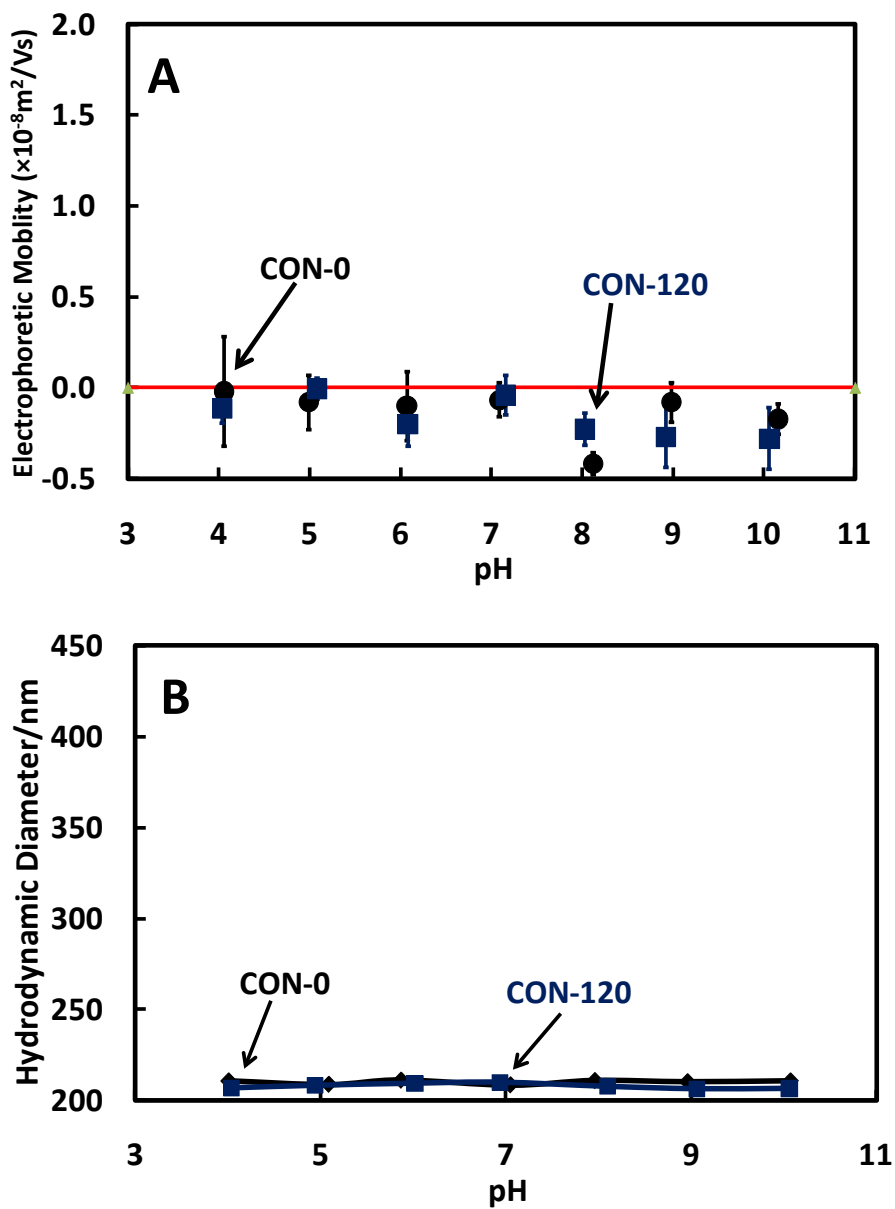 A
Electrophoretic Moblity (×10⁻⁸m²/Vs)
2.0
1.5
1.0
0.5
0.0
-0.5
CON-0
CON-120
3 4 5 6 7 8 9 10 11
pH
B
Hydrodynamic Diameter/nm
450
400
350
300
250
200
CON-0
CON-120
3 5 7 9 11
pH